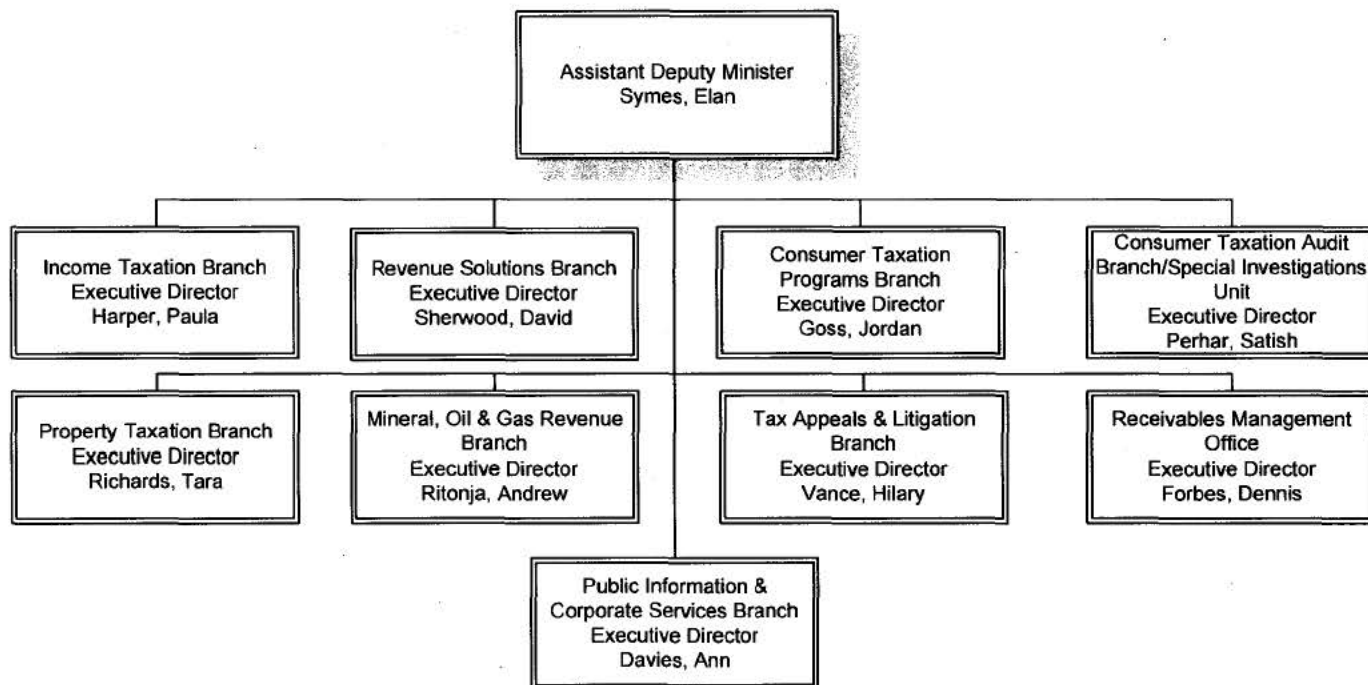 Assistant Deputy Minister
Symes, Elan
Income Taxation Branch
Executive Director
Harper, Paula
Revenue Solutions Branch
Executive Director
Sherwood, David
Consumer Taxation
Programs Branch
Executive Director
Goss, Jordan
Consumer Taxation Audit
Branch/Special Investigations
Unit
Executive Director
Perhar, Satish
Property Taxation Branch
Executive Director
Richards, Tara
Mineral, Oil & Gas Revenue
Branch
Executive Director
Ritonja, Andrew
Tax Appeals & Litigation
Branch
Executive Director
Vance, Hilary
Receivables Management
Office
Executive Director
Forbes, Dennis
Public Information &
Corporate Services Branch
Executive Director
Davies, Ann